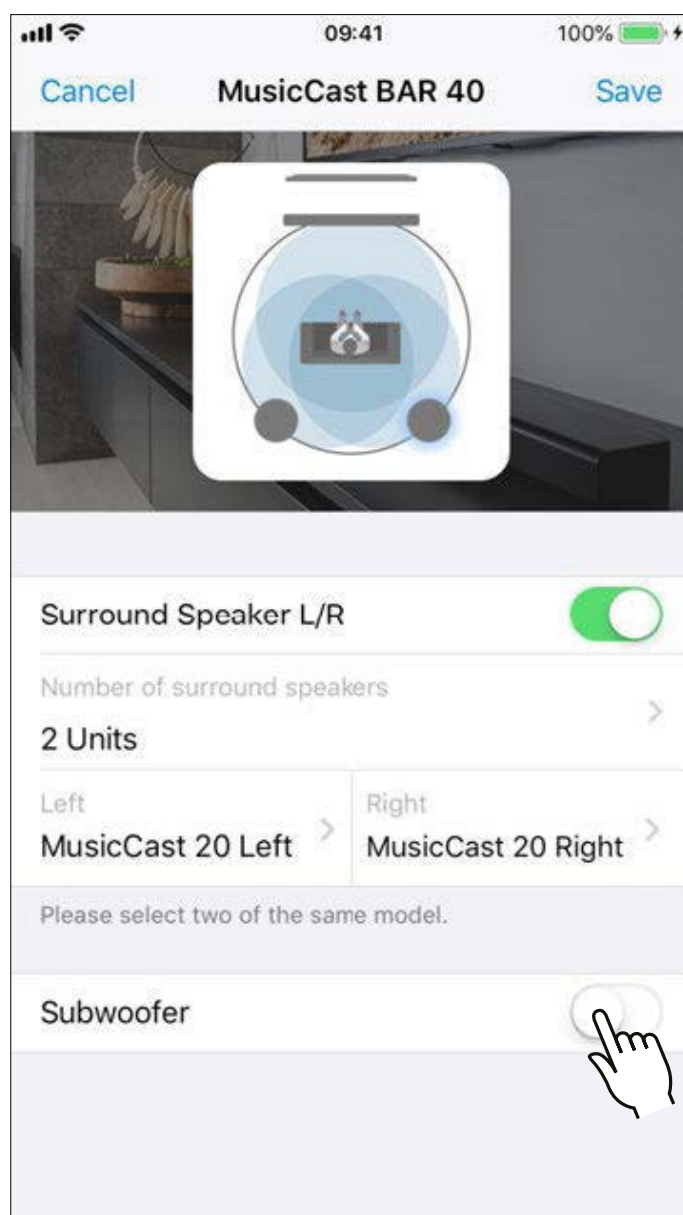 09:41 100%
Cancel MusicCast BAR 40 Save
Surround Speaker L/R
Number of surround speakers
2 Units
Left Right
MusicCast 20 Left MusicCast 20 Right
Please select two of the same model.
Subwoofer